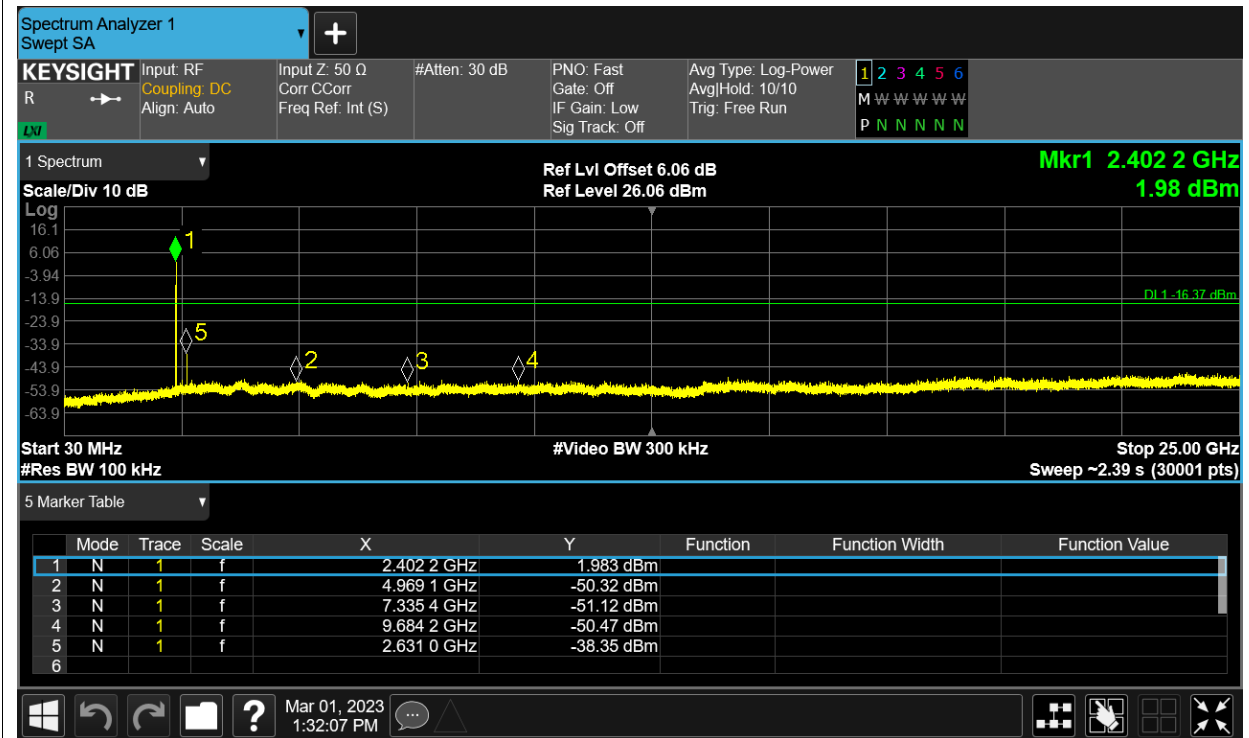 Spectrum Analyzer 1
Swept SA
KEYSIGHT
R
LXI
Input: RF
Coupling: DC
Align: Auto
Input Z: 50 Ω
Corr CCorr
Freq Ref: Int (S)
#Atten: 30 dB
PNO: Fast
Gate: Off
IF Gain: Low
Sig Track: Off
Avg Type: Log-Power
Avg|Hold: 10/10
Trig: Free Run
1 2 3 4 5 6
M W W W W W
P N N N N N
1 Spectrum
Scale/Div 10 dB
Ref Lvl Offset 6.06 dB
Ref Level 26.06 dBm
Mkr1 2.402 2 GHz
1.98 dBm
Log
16.1
6.06
-3.94
-13.9
-23.9
-33.9
-43.9
-53.9
-63.9
1
5
2
3
4
DL1 -16.37 dBm
Start 30 MHz
#Video BW 300 kHz
Stop 25.00 GHz
#Res BW 100 kHz
Sweep ~2.39 s (30001 pts)
5 Marker Table
Mode Trace Scale X Y Function Function Width Function Value
1 N 1 f 2.402 2 GHz 1.983 dBm
2 N 1 f 4.969 1 GHz -50.32 dBm
3 N 1 f 7.335 4 GHz -51.12 dBm
4 N 1 f 9.684 2 GHz -50.47 dBm
5 N 1 f 2.631 0 GHz -38.35 dBm
6
?
Mar 01, 2023
1:32:07 PM